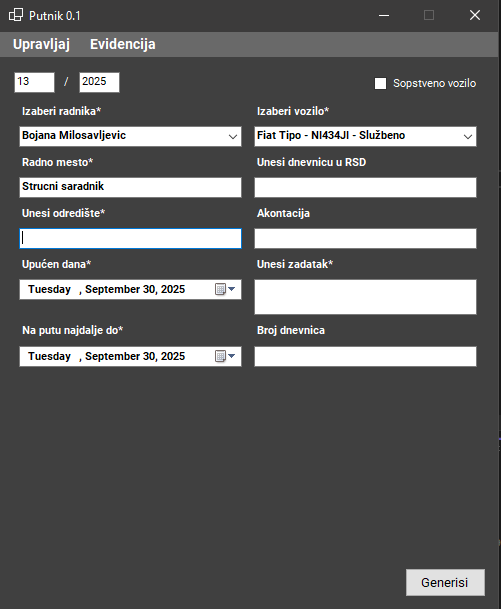 Putnik 0.1
Upravljaj Evidencija
13 / 2025
Sopstveno vozilo
Izaberi radnika* Izaberi vozilo*
Bojana Milosavljevic Fiat Tipo - NI434JI - Službeno
Radno mesto* Unesi dnevnicu u RSD
Strucni saradnik
Unesi odredište* Akontacija
Upućen dana* Unesi zadatak*
Tuesday , September 30, 2025
Na putu najdalje do* Broj dnevnica
Tuesday , September 30, 2025
Generisi